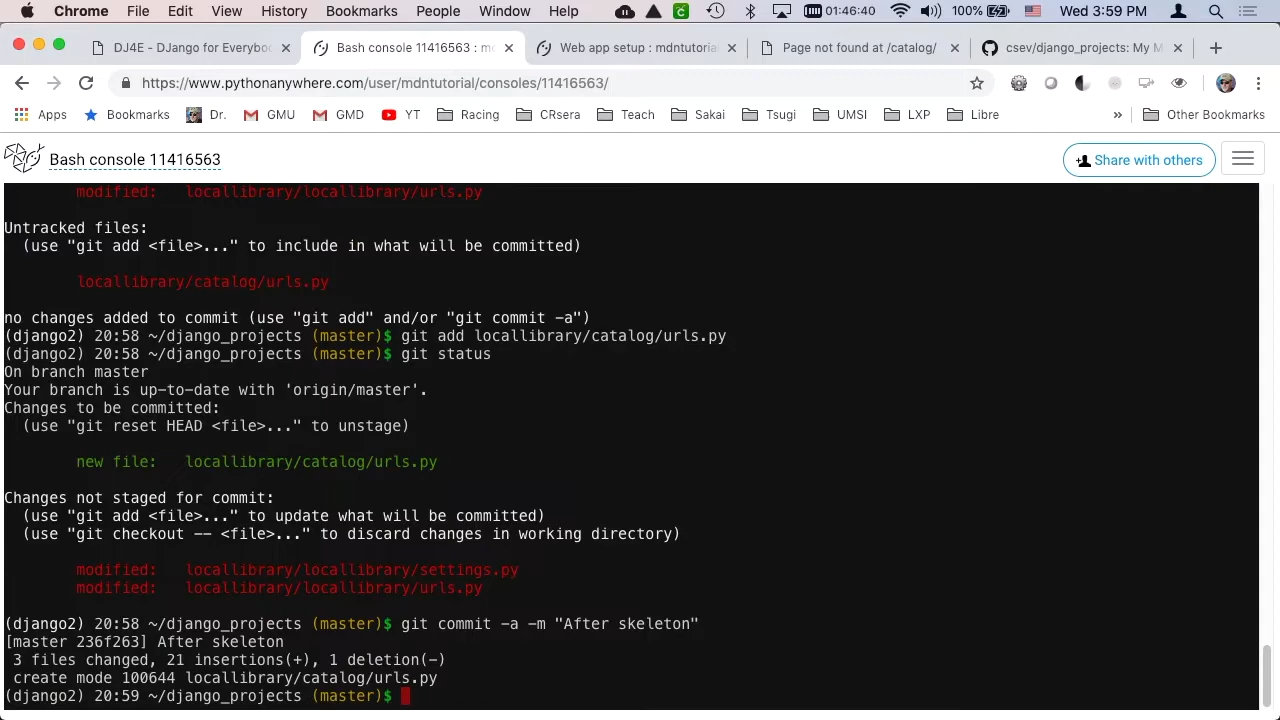 Chrome File Edit View History Bookmarks People Window Help 01:46:40 100% Wed 3:59 PM
DJ4E - DJango for Everybo
Bash console 11416563 : md
Web app setup : mdntutoria
Page not found at /catalog/
csev/django_projects: My M
https://www.pythonanywhere.com/user/mdntutorial/consoles/11416563/
Apps Bookmarks Dr. GMU GMD YT Racing CRsera Teach Sakai Tsugi UMSI LXP Libre » Other Bookmarks
Bash console 11416563
Share with others
modified: locallibrary/locallibrary/urls.py
Untracked files:
(use "git add <file>..." to include in what will be committed)
locallibrary/catalog/urls.py
no changes added to commit (use "git add" and/or "git commit -a")
(django2) 20:58 ~/django_projects (master)$ git add locallibrary/catalog/urls.py
(django2) 20:58 ~/django_projects (master)$ git status
On branch master
Your branch is up-to-date with 'origin/master'.
Changes to be committed:
(use "git reset HEAD <file>..." to unstage)
new file: locallibrary/catalog/urls.py
Changes not staged for commit:
(use "git add <file>..." to update what will be committed)
(use "git checkout -- <file>..." to discard changes in working directory)
modified: locallibrary/locallibrary/settings.py
modified: locallibrary/locallibrary/urls.py
(django2) 20:58 ~/django_projects (master)$ git commit -a -m "After skeleton"
[master 236f263] After skeleton
3 files changed, 21 insertions(+), 1 deletion(-)
create mode 100644 locallibrary/catalog/urls.py
(django2) 20:59 ~/django_projects (master)$